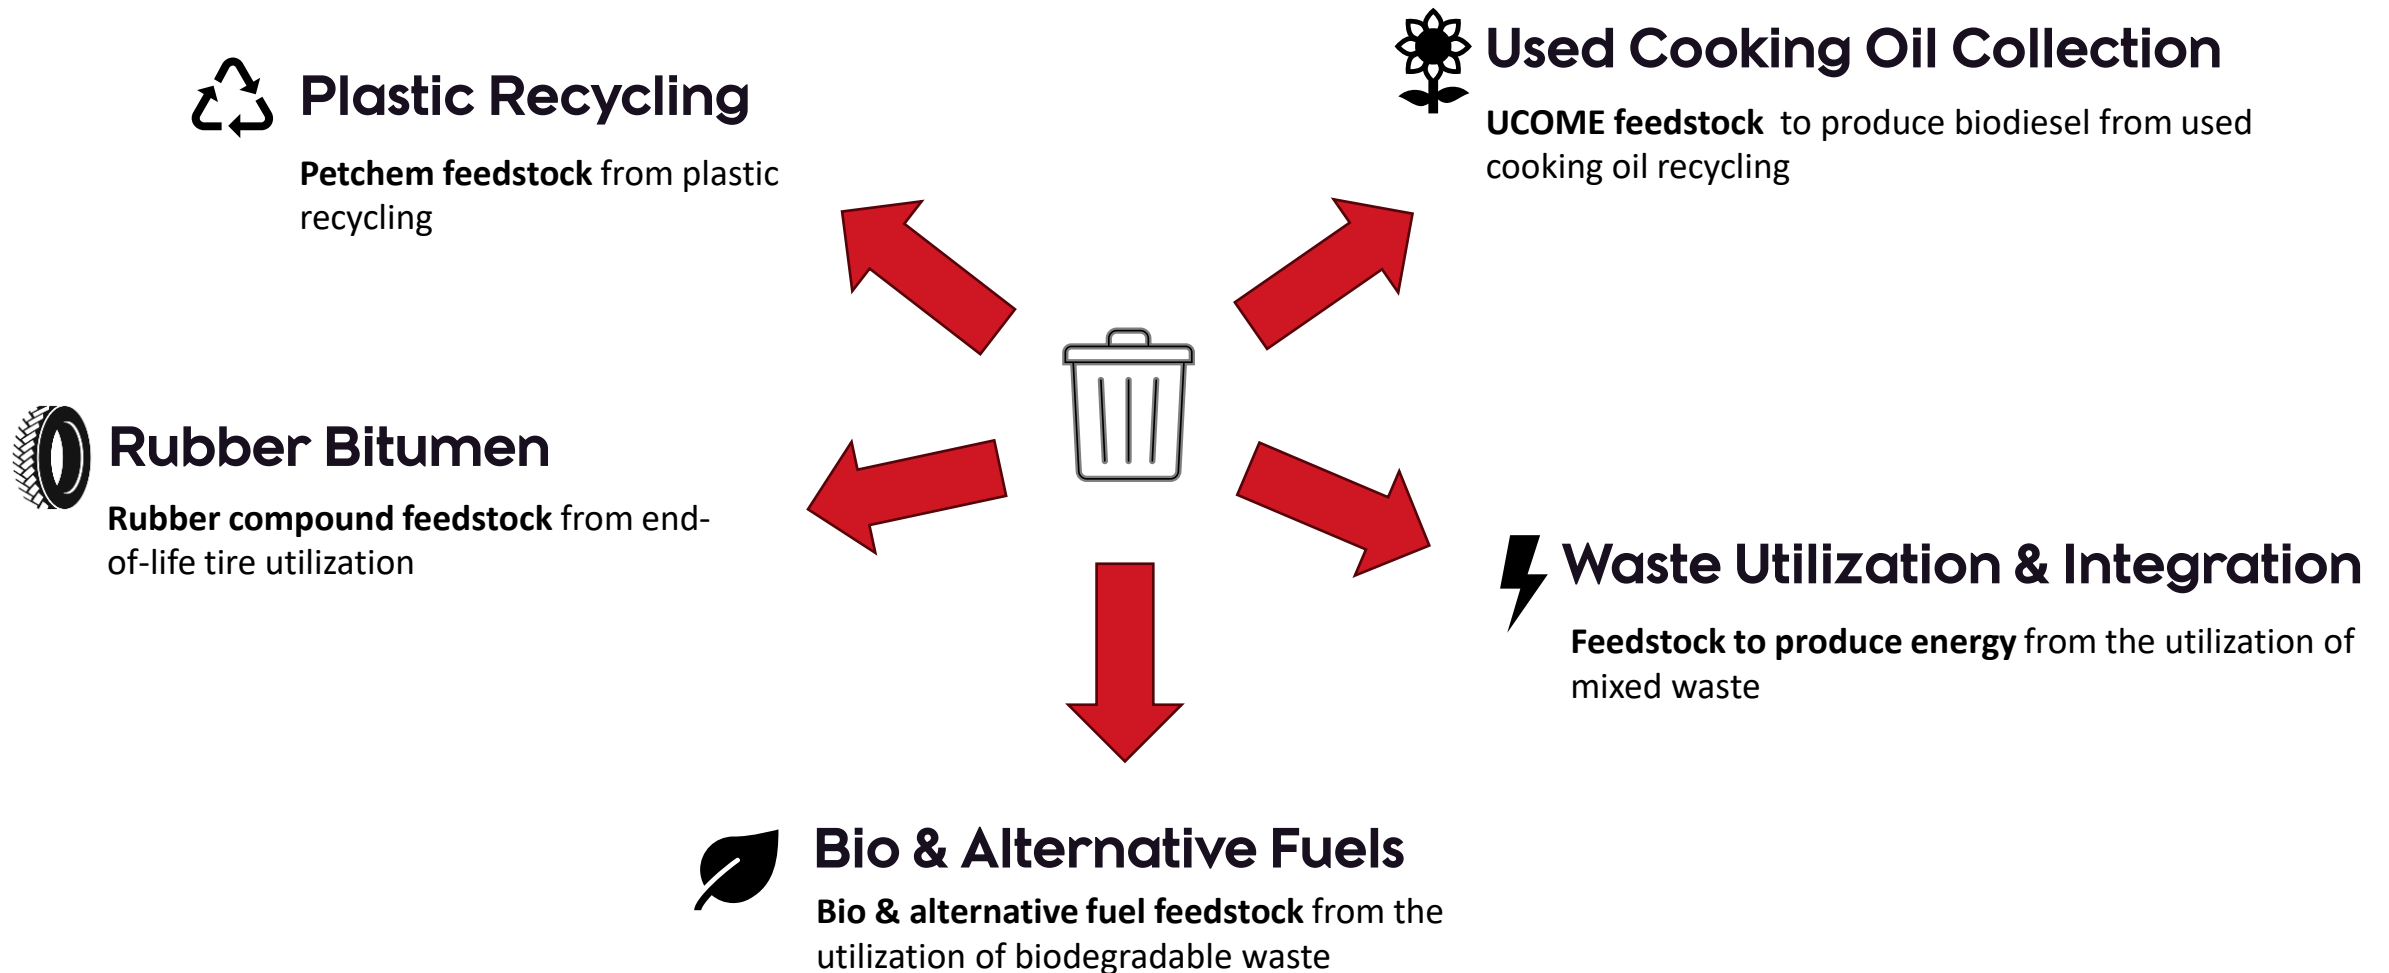 Plastic Recycling
Petchem feedstock from plastic
recycling
Used Cooking Oil Collection
UCOME feedstock to produce biodiesel from used
cooking oil recycling
Rubber Bitumen
Rubber compound feedstock from end-
of-life tire utilization
Waste Utilization & Integration
Feedstock to produce energy from the utilization of
mixed waste
Bio & Alternative Fuels
Bio & alternative fuel feedstock from the
utilization of biodegradable waste